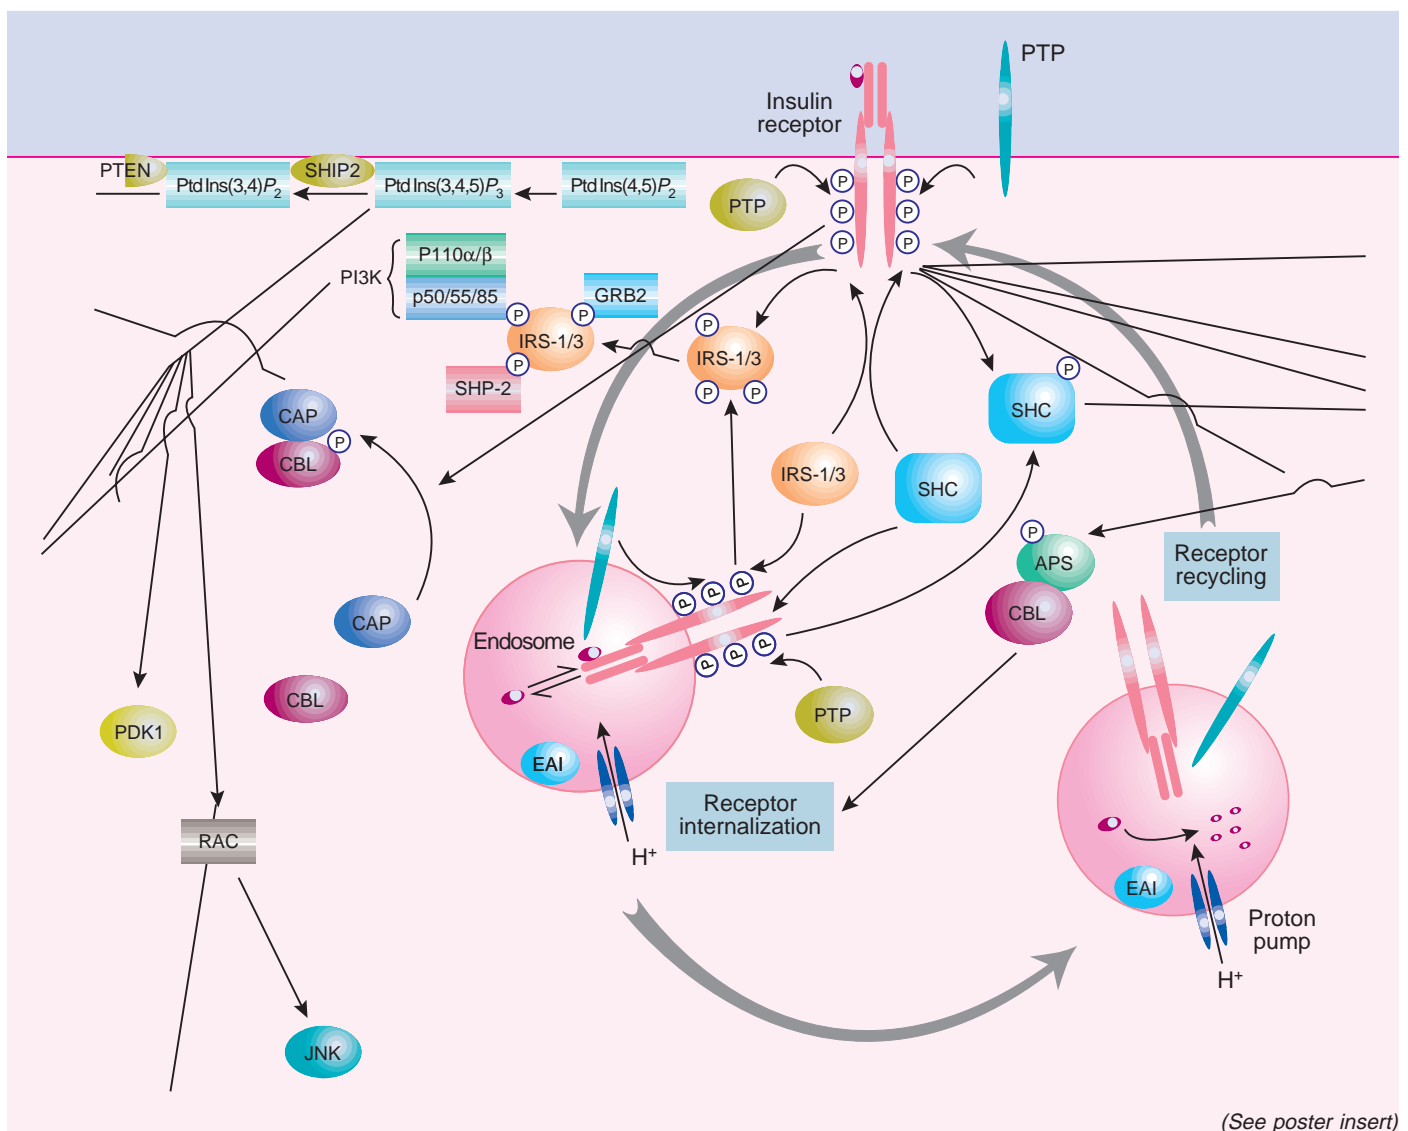 PTP
Insulin
receptor
PTEN
PtdIns(3,4)P2
SHIP2
PtdIns(3,4,5)P3
PtdIns(4,5)P2
PTP
P
P
P
P
P
P
PI3K
P110α/β
p50/55/85
GRB2
P
P
IRS-1/3
P
SHP-2
P
IRS-1/3
P
P
P
SHC
CAP
P
CBL
IRS-1/3
SHC
P
APS
CBL
Receptor
recycling
CAP
P
P
P
Endosome
P
P
P
CBL
PTP
PDK1
EAI
Receptor
internalization
H+
RAC
EAI
Proton
pump
H+
JNK
(See poster insert)